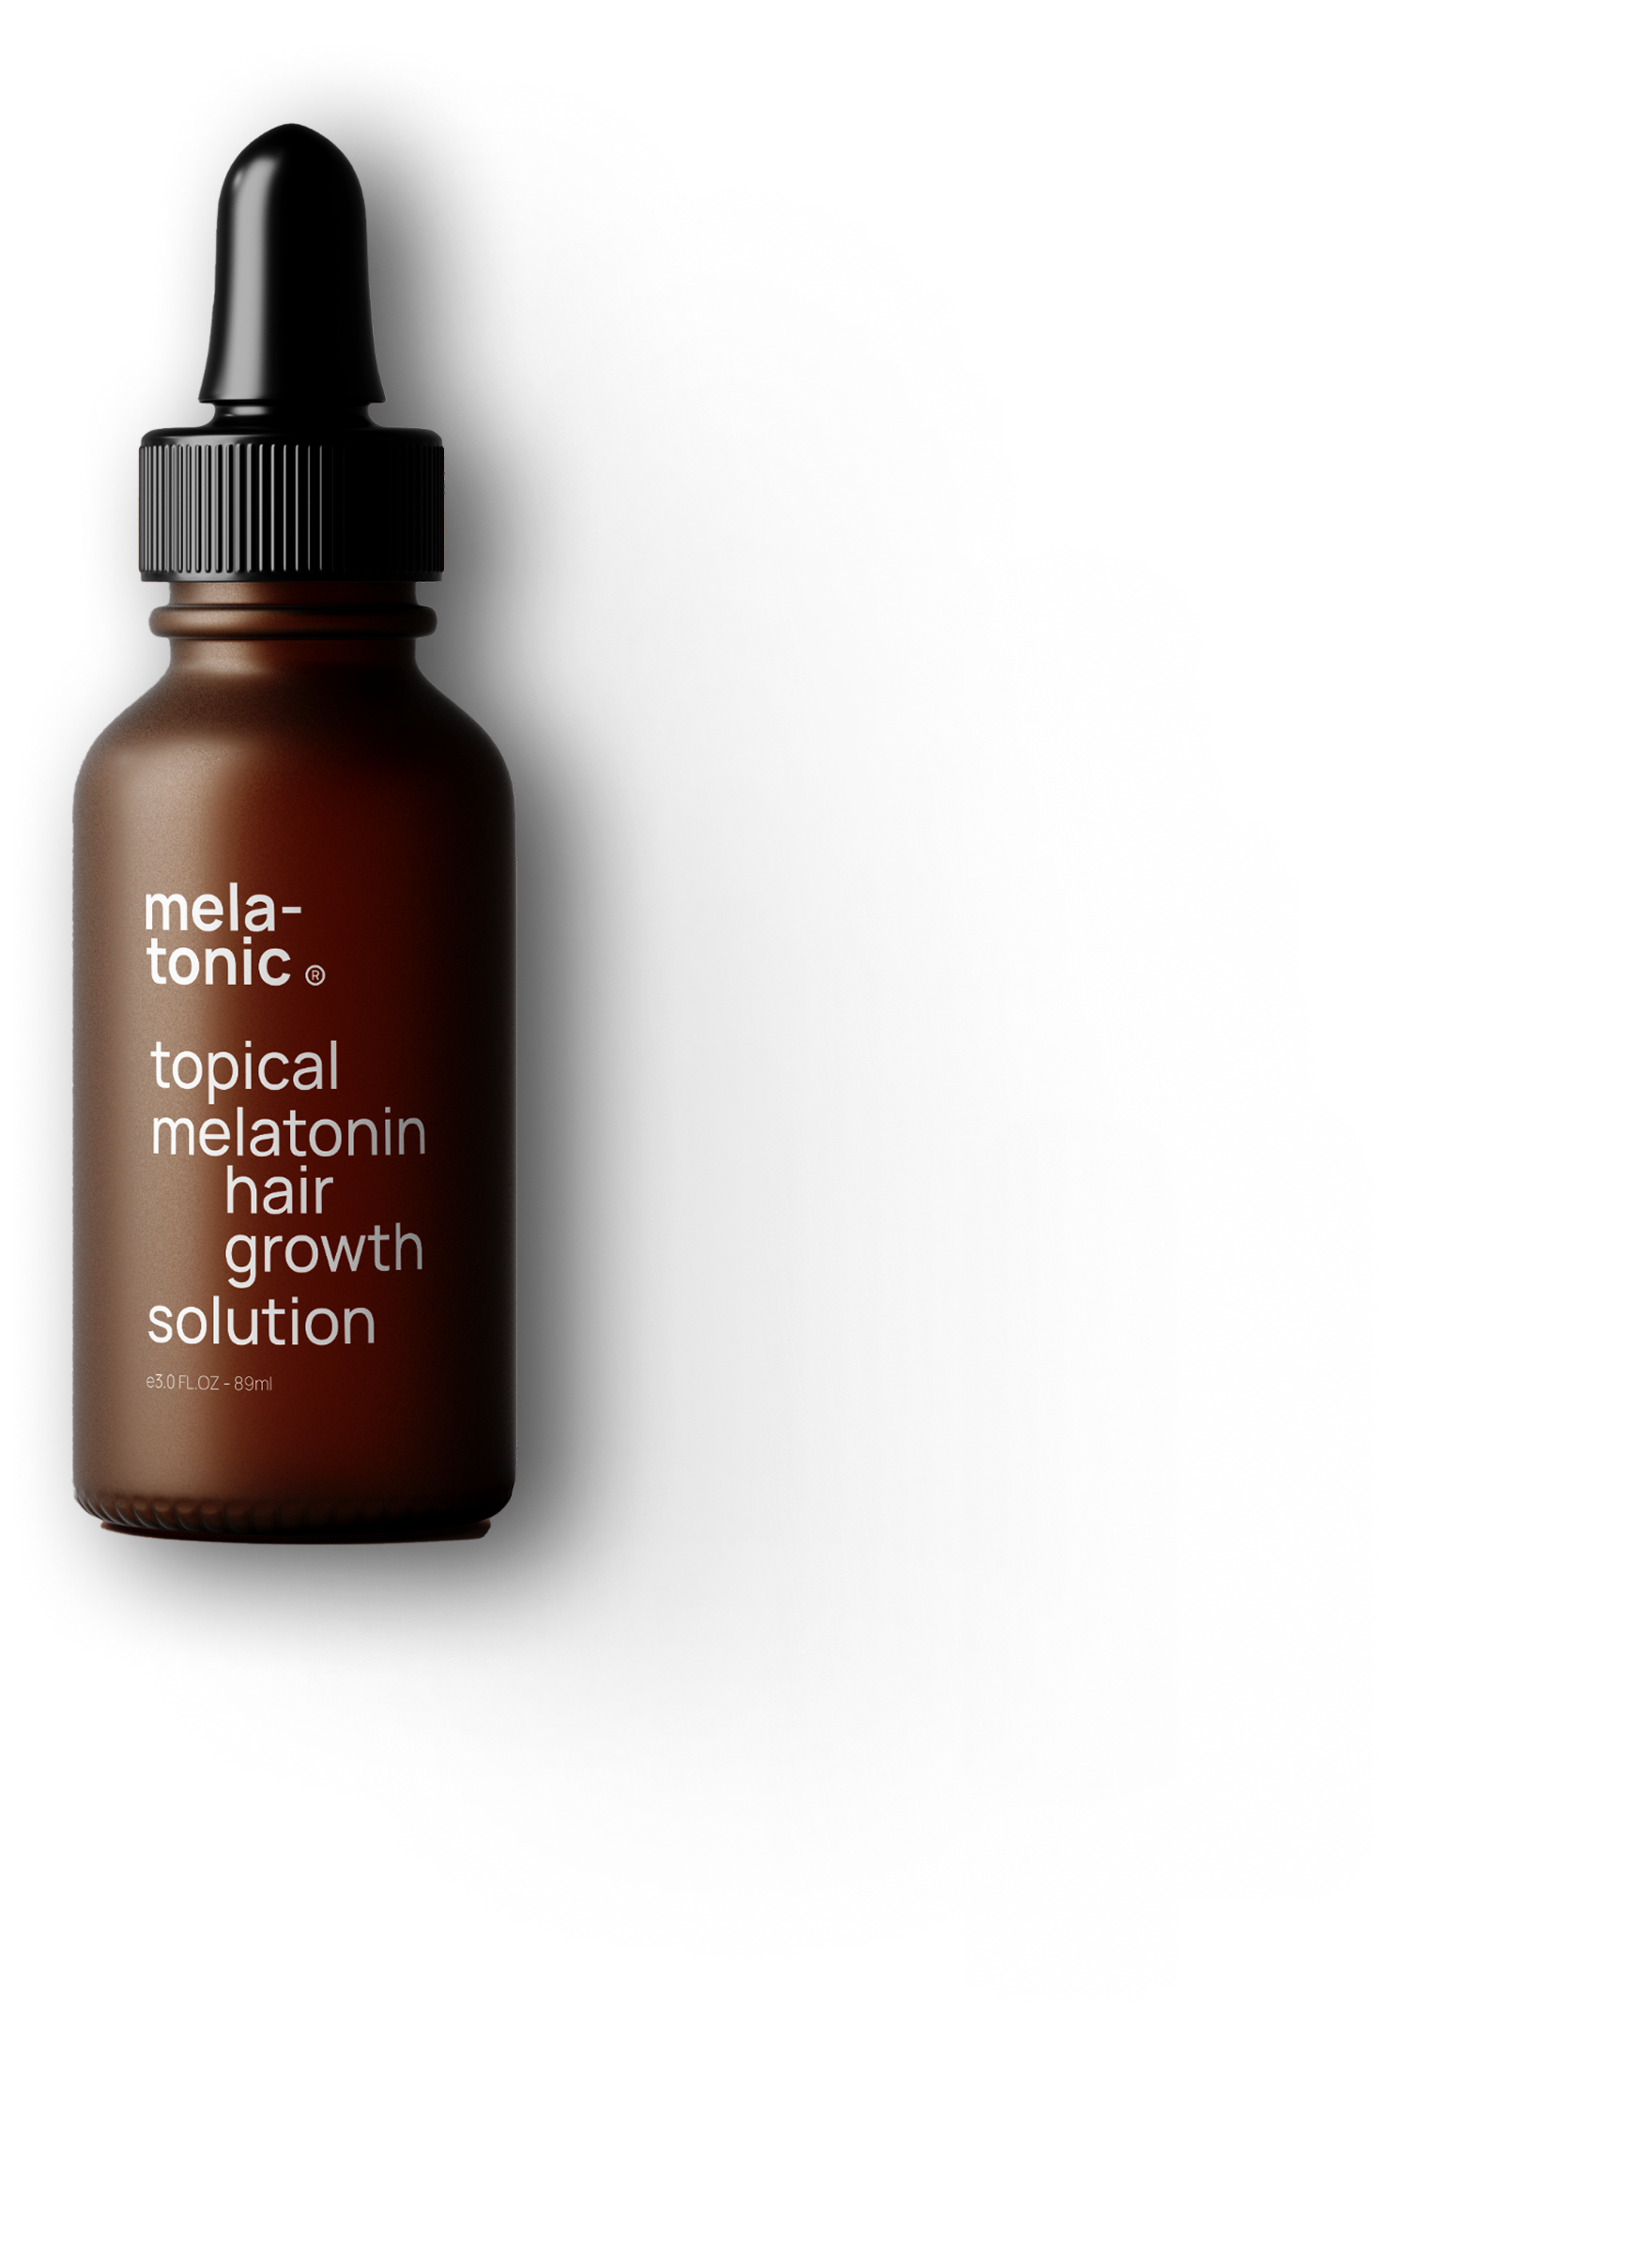 mela-
tonic ®
topical
melatonin
hair
growth
solution
e3.0 FL.OZ - 89ml